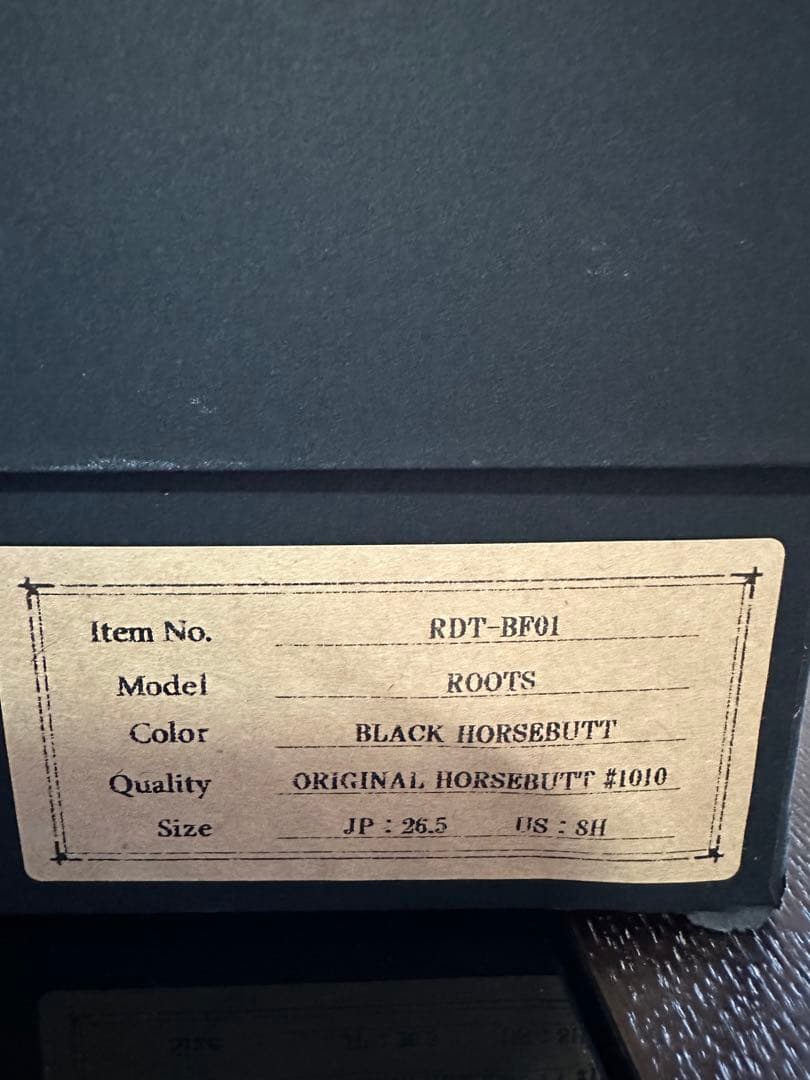 Item No. RDT-BF01
Model ROOTS
Color BLACK HORSEBUTT
Quality ORIGINAL HORSEBUTT #1010
Size JP : 26.5 US : 8H